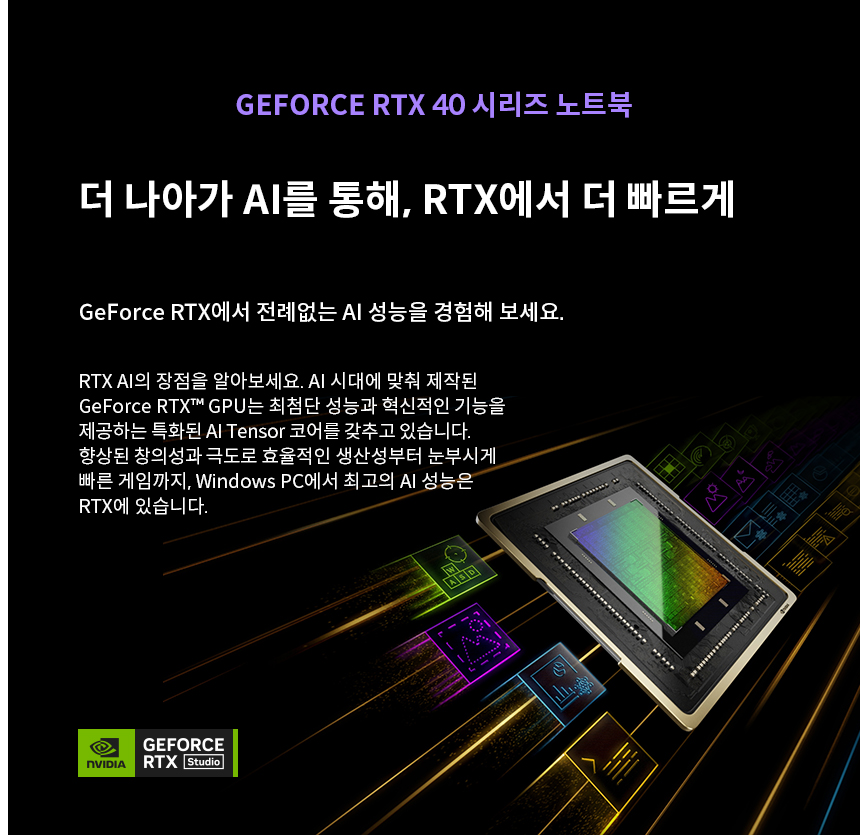 GEFORCE RTX 40 시리즈 노트북
더 나아가 AI를 통해, RTX에서 더 빠르게
GeForce RTX에서 전례없는 AI 성능을 경험해 보세요.
RTX AI의 장점을 알아보세요. AI 시대에 맞춰 제작된
GeForce RTX™ GPU는 최첨단 성능과 혁신적인 기능을
제공하는 특화된 AI Tensor 코어를 갖추고 있습니다.
향상된 창의성과 극도로 효율적인 생산성부터 눈부시게
빠른 게임까지, Windows PC에서 최고의 AI 성능은
RTX에 있습니다.
W
A S D
NVIDIA
GEFORCE
RTX Studio